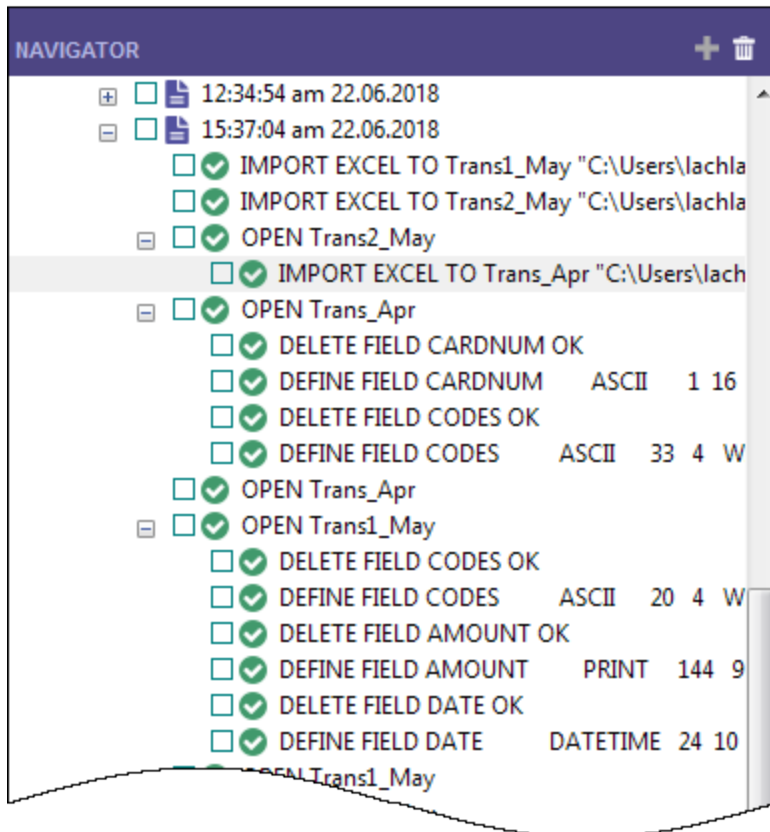 NAVIGATOR
12:34:54 am 22.06.2018
15:37:04 am 22.06.2018
IMPORT EXCEL TO Trans1_May "C:\Users\lachla
IMPORT EXCEL TO Trans2_May "C:\Users\lachla
OPEN Trans2_May
IMPORT EXCEL TO Trans_Apr "C:\Users\lach
OPEN Trans_Apr
DELETE FIELD CARDNUM OK
DEFINE FIELD CARDNUM ASCII 1 16
DELETE FIELD CODES OK
DEFINE FIELD CODES ASCII 33 4 W
OPEN Trans_Apr
OPEN Trans1_May
DELETE FIELD CODES OK
DEFINE FIELD CODES ASCII 20 4 W
DELETE FIELD AMOUNT OK
DEFINE FIELD AMOUNT PRINT 144 9
DELETE FIELD DATE OK
DEFINE FIELD DATE DATETIME 24 10
OPEN Trans1_May